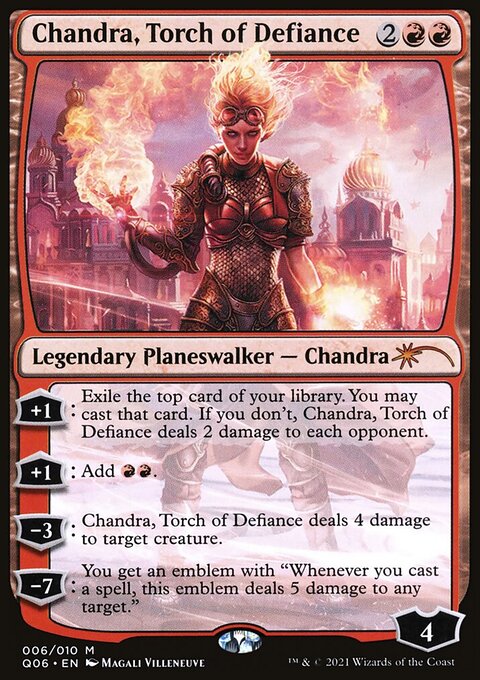 Chandra, Torch of Defiance 2
Legendary Planeswalker — Chandra
+1: Exile the top card of your library. You may
cast that card. If you don't, Chandra, Torch of
Defiance deals 2 damage to each opponent.
+1: Add .
-3: Chandra, Torch of Defiance deals 4 damage
to target creature.
-7: You get an emblem with “Whenever you cast
a spell, this emblem deals 5 damage to any
target.”
4
006/010 M
Q06 • EN Magali Villeneuve
™ & © 2021 Wizards of the Coast